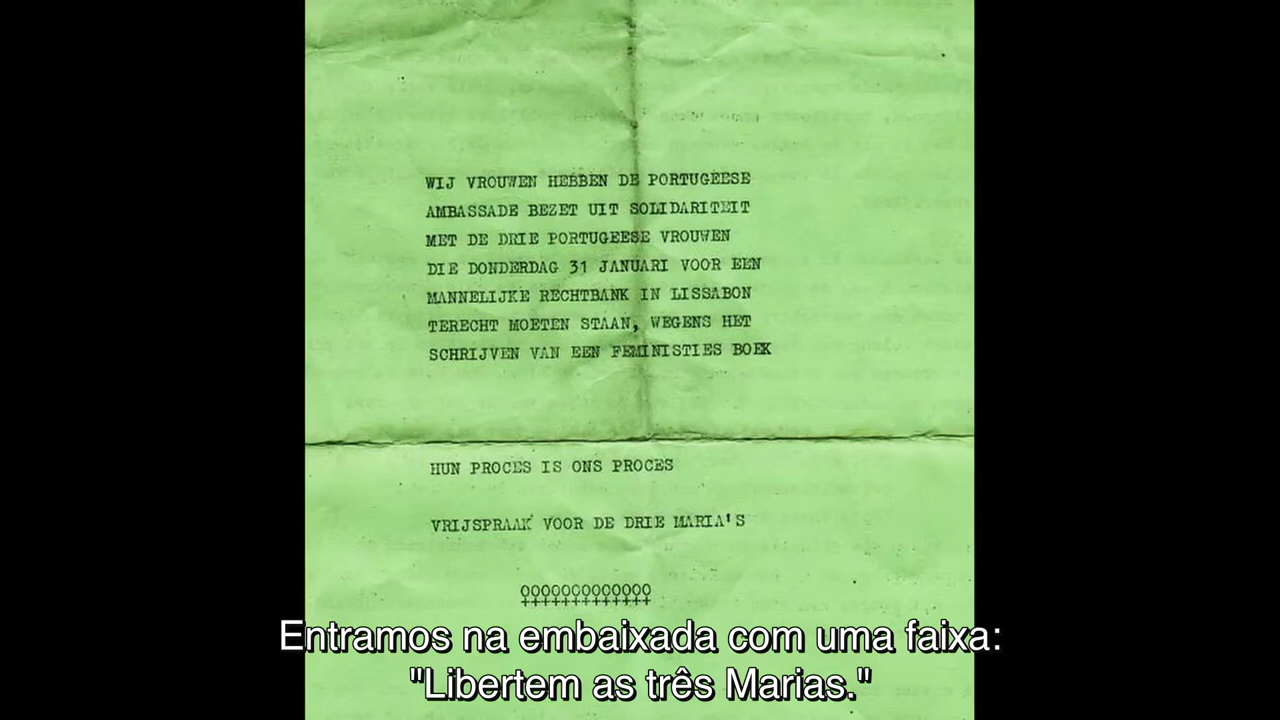 WIJ VROUWEN HEBBEN DE PORTUGEESE
AMBASSADE BEZET UIT SOLIDARITEIT
MET DE DRIE PORTUGEESE VROUWEN
DIE DONDERDAG 31 JANUARI VOOR EEN
MANNELIJKE RECHTBANK IN LISSABON
TERECHT MOETEN STAAN, WEGENS HET
SCHRIJVEN VAN EEN FEMINISTIES BOEK
HUN PROCES IS ONS PROCES
VRIJSPRAAK VOOR DE DRIE MARIA'S
♀♀♀♀♀♀♀♀♀♀♀♀♀
Entramos na embaixada com uma faixa:
"Libertem as três Marias."